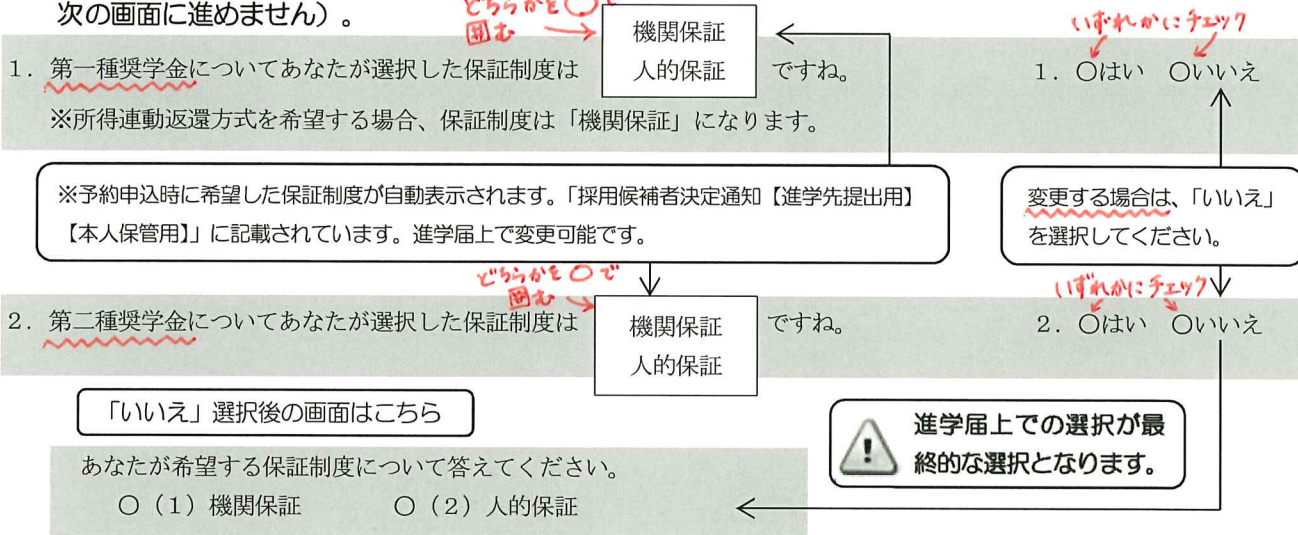 次の画面に進めません）。
どちらかを○で
囲む
機関保証
人的保証
いずれかにチェック
1．第一種奨学金についてあなたが選択した保証制度は
ですね。
1．○はい　○いいえ
※所得連動返還方式を希望する場合、保証制度は「機関保証」になります。
※予約申込時に希望した保証制度が自動表示されます。「採用候補者決定通知【進学先提出用】
【本人保管用】」に記載されています。進学届上で変更可能です。
変更する場合は、「いいえ」
を選択してください。
どちらかを○で
囲む
いずれかにチェック
2．第二種奨学金についてあなたが選択した保証制度は
機関保証
人的保証
ですね。
2．○はい　○いいえ
「いいえ」選択後の画面はこちら
進学届上での選択が最
終的な選択となります。
あなたが希望する保証制度について答えてください。
○（1）機関保証　　○（2）人的保証